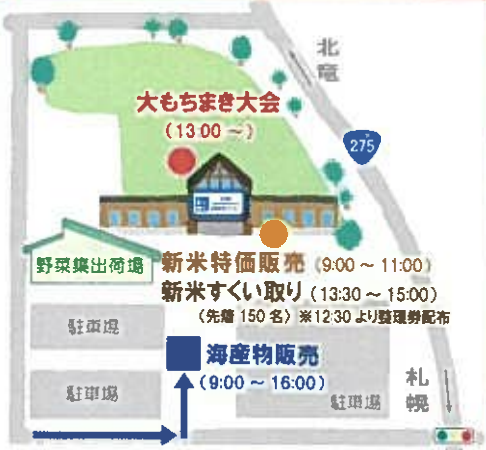 北竜
大もちまき大会
(13:00 ~)
275
野菜集出荷場
新米特価販売 (9:00 ~ 11:00)
新米すくい取り (13:30 ~ 15:00)
(先着 150 名) ※12:30 より整理券配布
駐車場
海産物販売
(9:00 ~ 16:00)
駐車場
駐車場
札幌